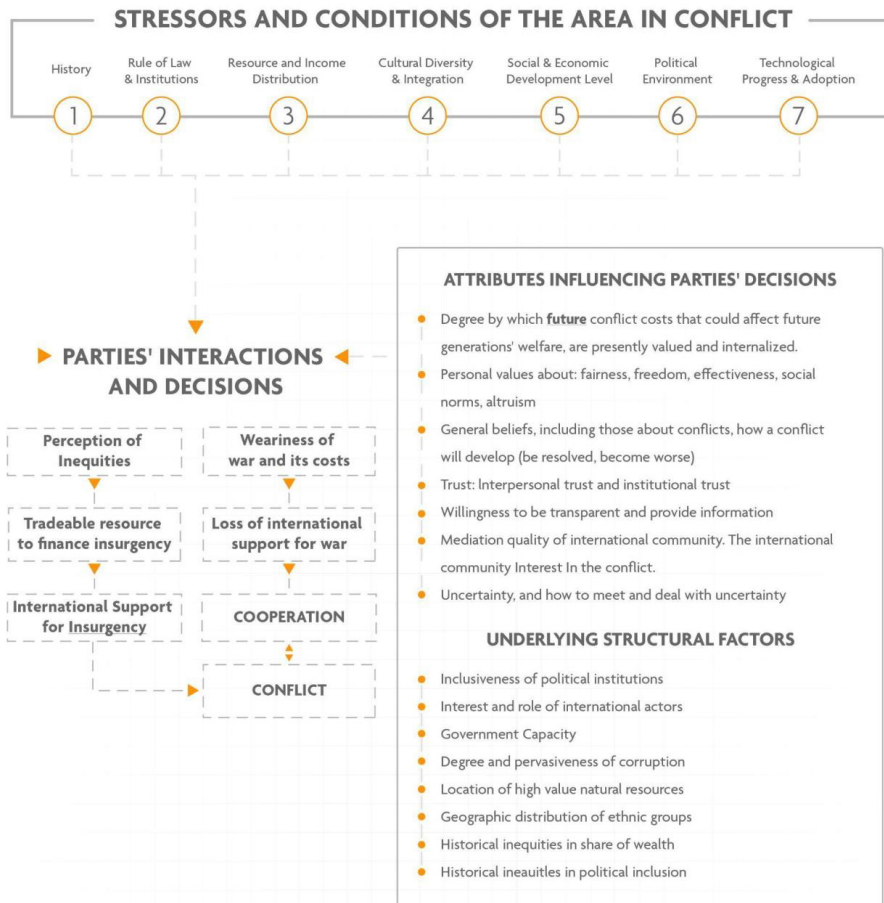 STRESSORS AND CONDITIONS OF THE AREA IN CONFLICT
History
Rule of Law
& Institutions
Resource and Income
Distribution
Cultural Diversity
& Integration
Social & Economic
Development Level
Political
Environment
Technological
Progress & Adoption
1
2
3
4
5
6
7
PARTIES' INTERACTIONS
AND DECISIONS
Perception of
Inequities
Tradeable resource
to finance insurgency
International Support
for Insurgency
Weariness of
war and its costs
Loss of international
support for war
COOPERATION
CONFLICT
ATTRIBUTES INFLUENCING PARTIES' DECISIONS
Degree by which future conflict costs that could affect future
generations' welfare, are presently valued and internalized.
Personal values about: fairness, freedom, effectiveness, social
norms, altruism
General beliefs, including those about conflicts, how a conflict
will develop (be resolved, become worse)
Trust: Interpersonal trust and institutional trust
Willingness to be transparent and provide information
Mediation quality of international community. The international
community Interest In the conflict.
Uncertainty, and how to meet and deal with uncertainty
UNDERLYING STRUCTURAL FACTORS
Inclusiveness of political institutions
Interest and role of international actors
Government Capacity
Degree and pervasiveness of corruption
Location of high value natural resources
Geographic distribution of ethnic groups
Historical inequities in share of wealth
Historical ineauitles in political inclusion